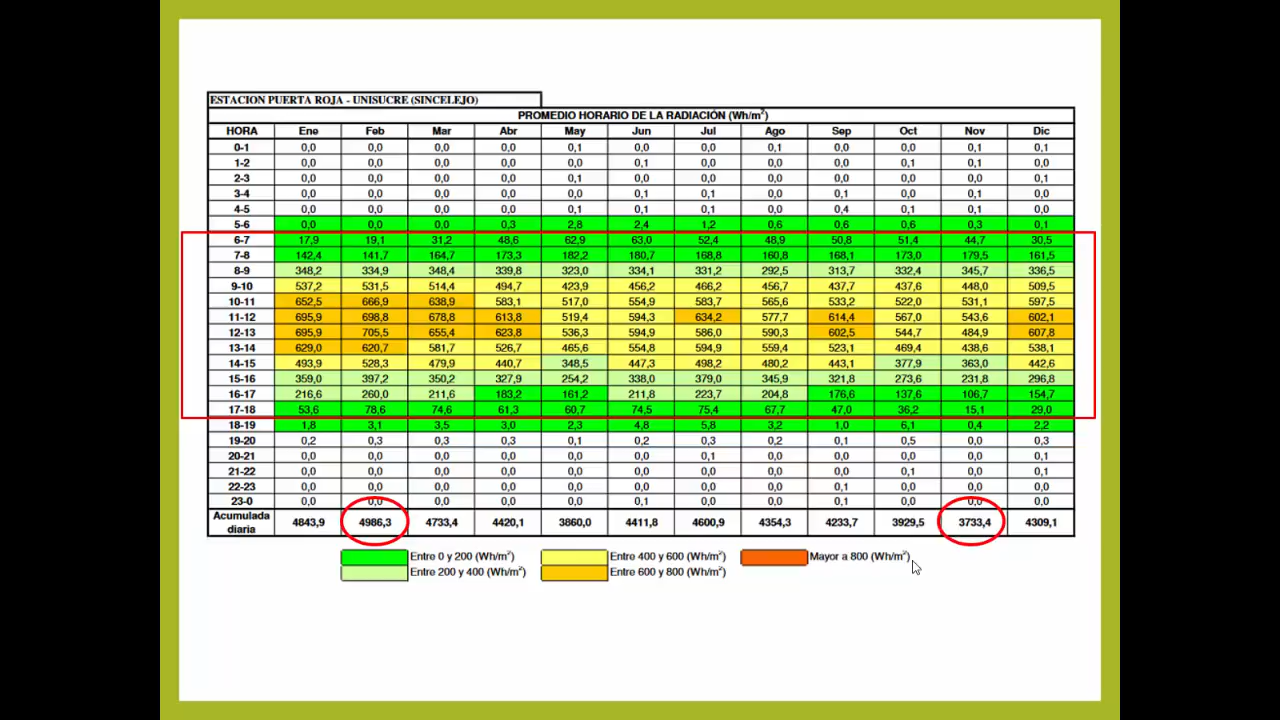 ESTACION PUERTA ROJA - UNISUCRE (SINCELEJO)
PROMEDIO HORARIO DE LA RADIACIÓN (Wh/m²)
HORA Ene Feb Mar Abr May Jun Jul Ago Sep Oct Nov Dic
0-1 0,0 0,0 0,0 0,0 0,1 0,0 0,0 0,1 0,0 0,0 0,1 0,1
1-2 0,0 0,0 0,0 0,0 0,0 0,1 0,0 0,0 0,0 0,1 0,1 0,0
2-3 0,0 0,0 0,0 0,0 0,1 0,0 0,0 0,0 0,0 0,0 0,0 0,1
3-4 0,0 0,0 0,0 0,0 0,0 0,1 0,1 0,0 0,1 0,0 0,1 0,0
4-5 0,0 0,0 0,1 0,0 0,1 0,0 0,1 0,0 0,4 0,1 0,1 0,0
5-6 0,0 0,0 0,0 0,3 2,8 2,4 1,2 0,6 0,6 0,6 0,3 0,1
6-7 17,9 19,1 31,2 48,6 62,9 63,0 52,4 48,9 50,8 51,4 44,7 30,5
7-8 142,4 141,7 164,7 173,3 182,2 180,7 168,8 160,8 168,1 173,0 179,5 161,5
8-9 348,2 334,9 348,4 339,8 323,0 334,1 331,2 292,5 313,7 332,4 345,7 336,5
9-10 537,2 531,5 514,4 494,7 423,9 456,2 466,2 456,7 437,7 437,6 448,0 509,5
10-11 652,5 666,9 638,9 583,1 517,0 554,9 583,7 565,6 533,2 522,0 531,1 597,5
11-12 695,9 698,8 678,8 613,8 519,4 594,3 634,2 577,7 614,4 567,0 543,6 602,1
12-13 695,9 705,5 655,4 623,8 536,3 594,9 586,0 590,3 602,5 544,7 484,9 607,8
13-14 629,0 620,7 581,7 526,7 465,6 554,8 594,9 559,4 523,1 469,4 438,6 538,1
14-15 493,9 528,3 479,9 440,7 348,5 447,3 498,2 480,2 443,1 377,9 363,0 442,6
15-16 359,0 397,2 350,2 327,9 254,2 338,0 379,0 345,9 321,8 273,6 231,8 296,8
16-17 216,6 260,0 211,6 183,2 161,2 211,8 223,7 204,8 176,6 137,6 106,7 154,7
17-18 53,6 78,6 74,6 61,3 60,7 74,5 75,4 67,7 47,0 36,2 15,1 29,0
18-19 1,8 3,1 3,5 3,0 2,3 4,8 5,8 3,2 1,0 6,1 0,4 2,2
19-20 0,2 0,3 0,3 0,3 0,1 0,2 0,3 0,2 0,1 0,5 0,0 0,3
20-21 0,0 0,0 0,0 0,0 0,0 0,0 0,1 0,0 0,0 0,0 0,0 0,1
21-22 0,0 0,0 0,0 0,0 0,0 0,0 0,0 0,0 0,0 0,1 0,0 0,1
22-23 0,0 0,0 0,0 0,0 0,0 0,0 0,0 0,0 0,1 0,0 0,0 0,0
23-0 0,0 0,0 0,0 0,0 0,0 0,1 0,0 0,0 0,1 0,0 0,0 0,0
Acumulada
diaria 4843,9 4986,3 4733,4 4420,1 3860,0 4411,8 4600,9 4354,3 4233,7 3929,5 3733,4 4309,1
Entre 0 y 200 (Wh/m²) Entre 400 y 600 (Wh/m²) Mayor a 800 (Wh/m²)
Entre 200 y 400 (Wh/m²) Entre 600 y 800 (Wh/m²)